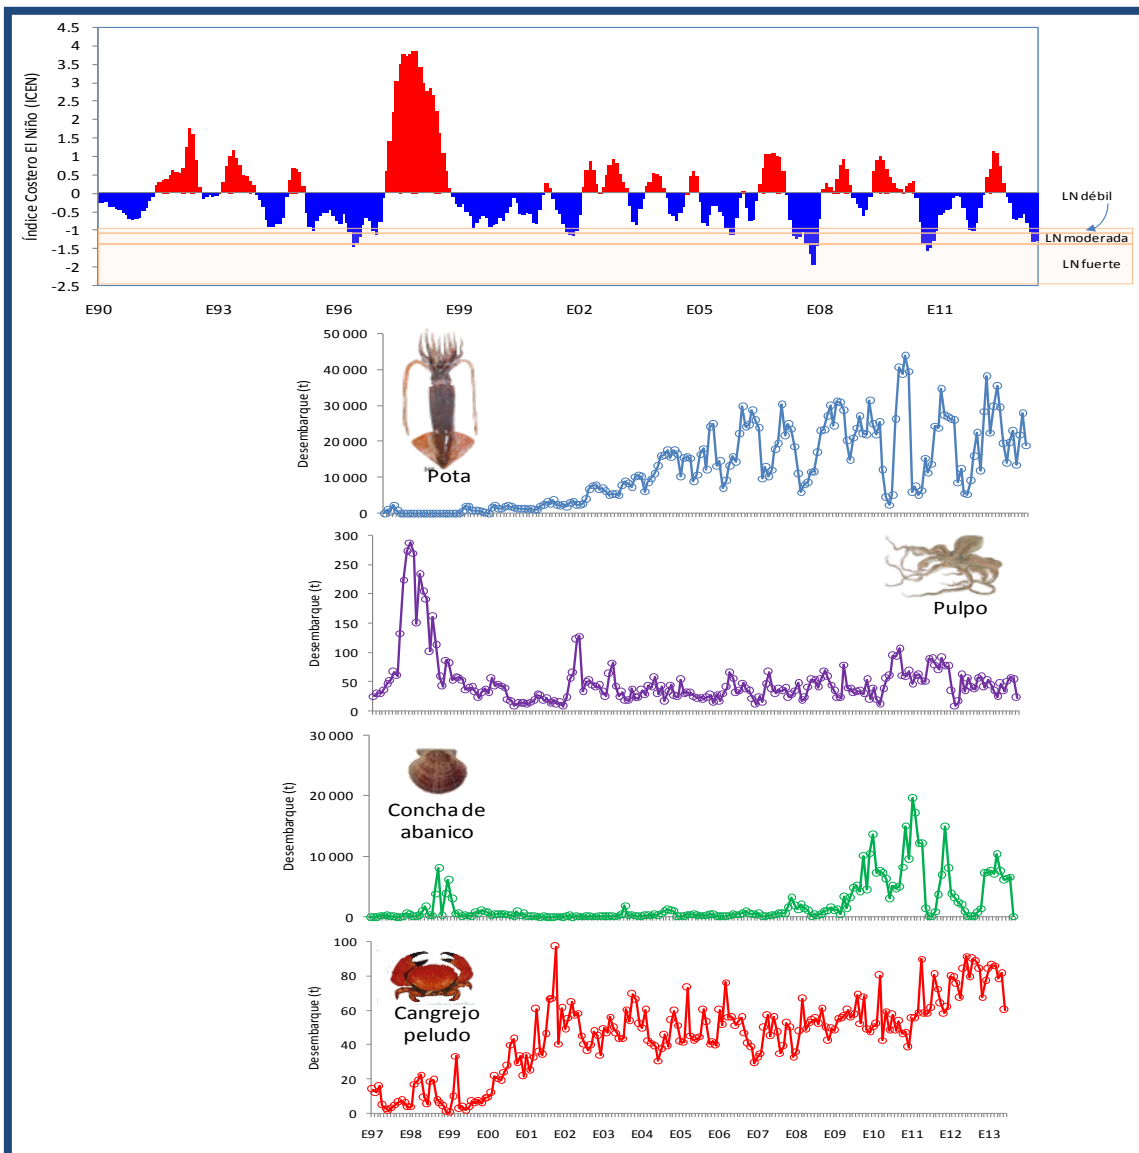 Índice Costero El Niño (ICEN)
4.5
4
3.5
3
2.5
2
1.5
1
0.5
0
-0.5
-1
-1.5
-2
-2.5
LN débil
LN moderada
LN fuerte
E90 E93 E96 E99 E02 E05 E08 E11
Desembarque (t)
50 000
40 000
30 000
20 000
10 000
0
Pota
Desembarque (t)
300
250
200
150
100
50
0
Pulpo
Desembarque (t)
30 000
20 000
10 000
0
Concha de
abanico
Desembarque (t)
100
80
60
40
20
0
Cangrejo
peludo
E97 E98 E99 E00 E01 E02 E03 E04 E05 E06 E07 E08 E09 E10 E11 E12 E13